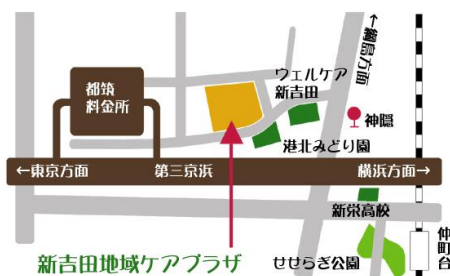 ←綱島方面
ウェルケア
新吉田
都筑
料金所
神隠
港北みどり園
←東京方面
第三京浜
横浜方面→
新栄高校
仲町台
新吉田地域ケアプラザ
せせらぎ公園